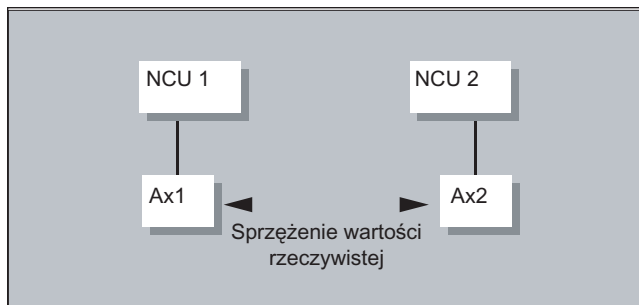 NCU 1
NCU 2
Ax1
Ax2
Sprzężenie wartości
rzeczywistej